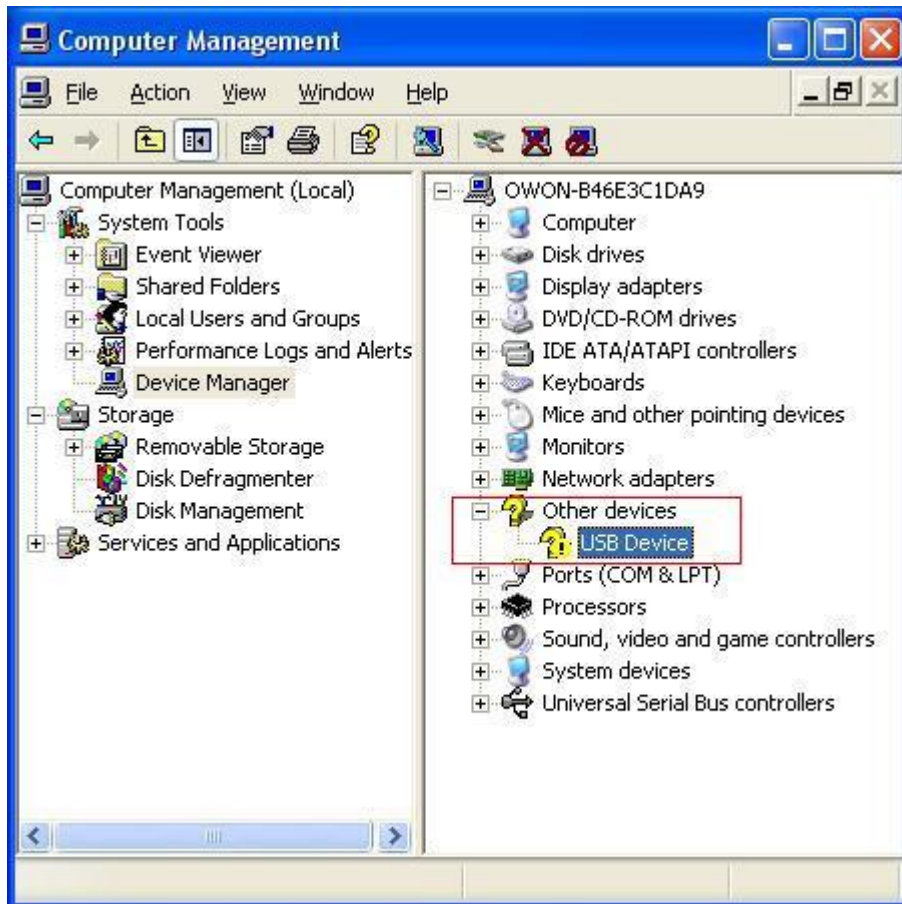 Computer Management
File Action View Window Help
Computer Management (Local)
System Tools
Event Viewer
Shared Folders
Local Users and Groups
Performance Logs and Alerts
Device Manager
Storage
Removable Storage
Disk Defragmenter
Disk Management
Services and Applications
OWON-B46E3C1DA9
Computer
Disk drives
Display adapters
DVD/CD-ROM drives
IDE ATA/ATAPI controllers
Keyboards
Mice and other pointing devices
Monitors
Network adapters
Other devices
USB Device
Ports (COM & LPT)
Processors
Sound, video and game controllers
System devices
Universal Serial Bus controllers